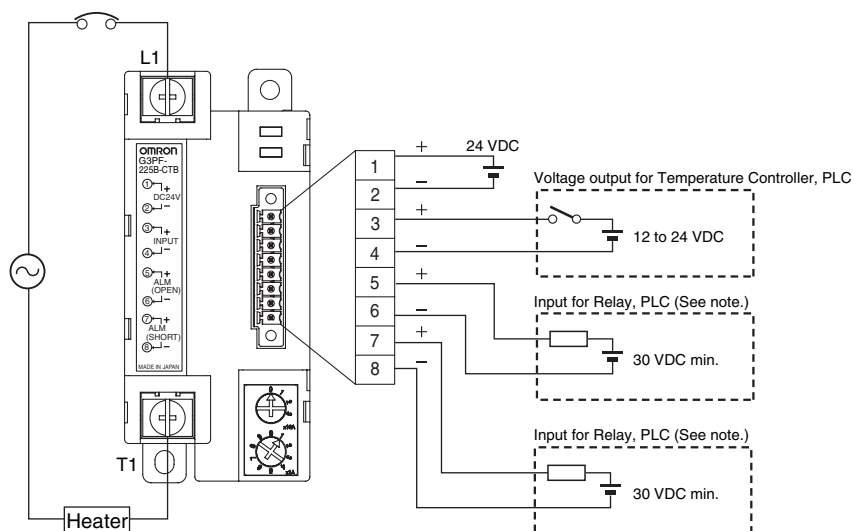 L1
OMRON
G3PF-
225B-CTB
1 +
DC24V
2 −
3 +
INPUT
4 −
5 +
ALM
(OPEN)
6 −
7 +
ALM
(SHORT)
8 −
MADE IN JAPAN
T1
Heater
x10A
x1A
1
2
3
4
5
6
7
8
+
−
+
−
+
−
+
−
24 VDC
Voltage output for Temperature Controller, PLC
12 to 24 VDC
Input for Relay, PLC (See note.)
30 VDC min.
Input for Relay, PLC (See note.)
30 VDC min.